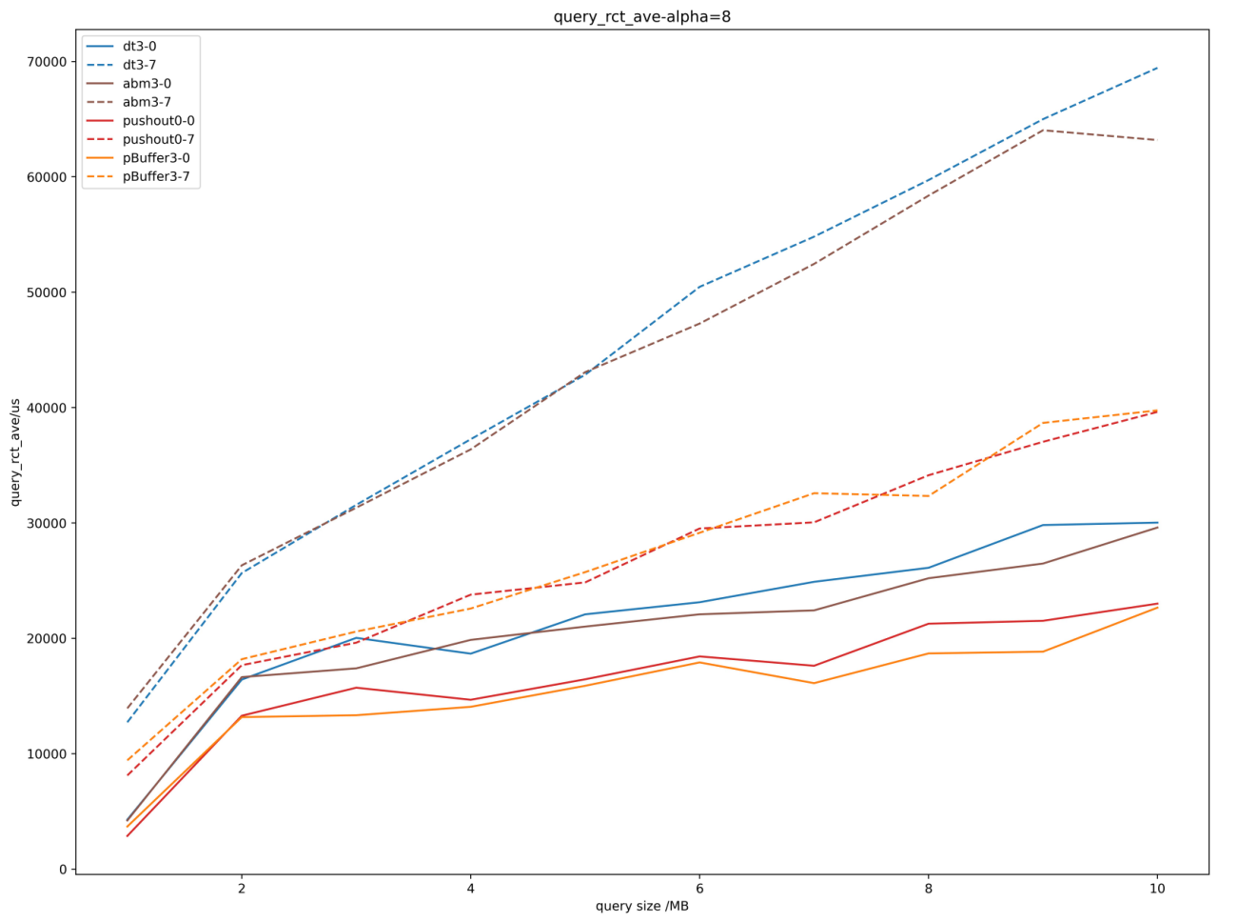 query_rct_ave-alpha=8
dt3-0
dt3-7
abm3-0
abm3-7
pushout0-0
pushout0-7
pBuffer3-0
pBuffer3-7
70000
60000
50000
40000
30000
20000
10000
0
query_rct_ave/us
2 4 6 8 10
query size /MB